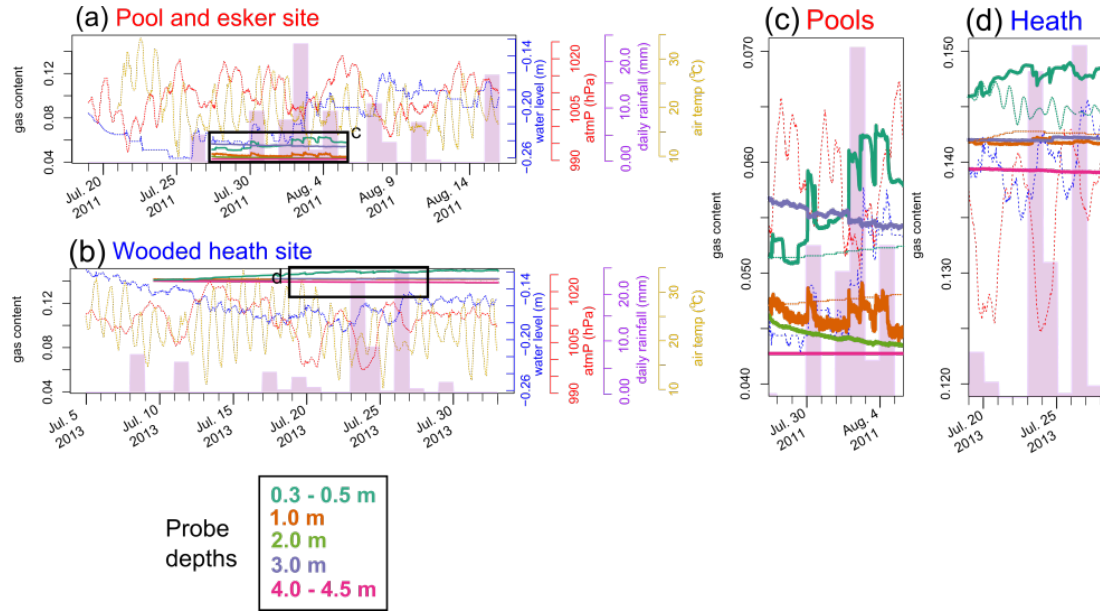 (a) Pool and esker site
gas content
0.04 0.08 0.12
Jul. 20 2011
Jul. 25 2011
Jul. 30 2011
Aug. 4 2011
Aug. 9 2011
Aug. 14 2011
c
−0.26 −0.20 −0.14
water level (m)
990 1005 1020
atmP (hPa)
0.00 10.0 20.0
daily rainfall (mm)
10 20 30
air temp (°C)
(b) Wooded heath site
gas content
0.04 0.08 0.12
Jul. 5 2013
Jul. 10 2013
Jul. 15 2013
Jul. 20 2013
Jul. 25 2013
Jul. 30 2013
d
−0.26 −0.20 −0.14
water level (m)
990 1005 1020
atmP (hPa)
0.00 10.0 20.0
daily rainfall (mm)
10 20 30
air temp (°C)
(c) Pools
gas content
0.040 0.050 0.060 0.070
Jul. 30 2011
Aug. 4 2011
(d) Heath
gas content
0.120 0.130 0.140 0.150
Jul. 20 2013
Jul. 25 2013
Probe
depths
0.3 - 0.5 m
1.0 m
2.0 m
3.0 m
4.0 - 4.5 m